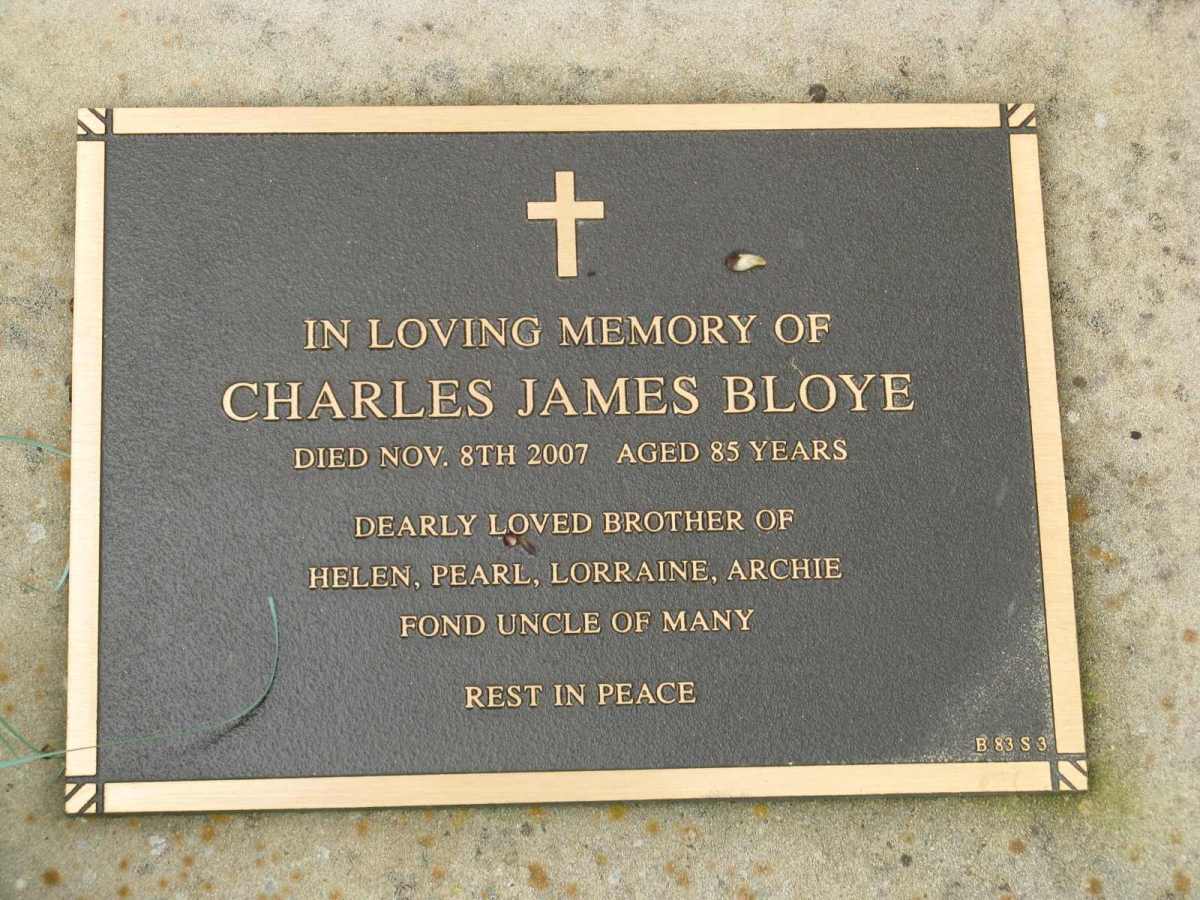 IN LOVING MEMORY OF
CHARLES JAMES BLOYE
DIED NOV. 8TH 2007 AGED 85 YEARS
DEARLY LOVED BROTHER OF
HELEN, PEARL, LORRAINE, ARCHIE
FOND UNCLE OF MANY
REST IN PEACE
B 83 S 3